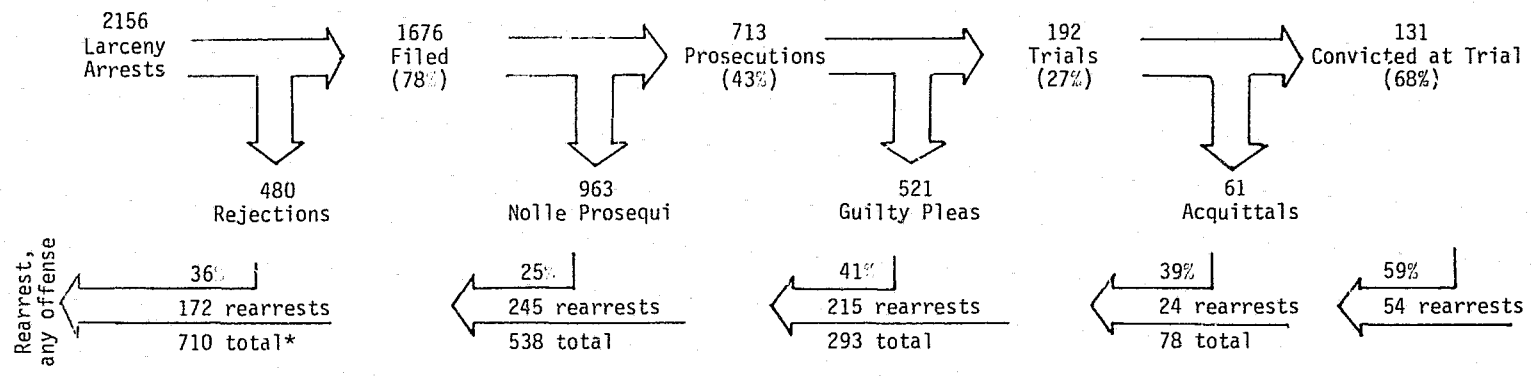 2156
Larceny
Arrests
1676
Filed
(78%)
713
Prosecutions
(43%)
192
Trials
(27%)
131
Convicted at Trial
(68%)
480
Rejections
963
Nolle Prosequi
521
Guilty Pleas
61
Acquittals
Rearrest,
any offense
36%
172 rearrests
710 total*
25%
245 rearrests
538 total
41%
215 rearrests
293 total
39%
24 rearrests
78 total
59%
54 rearrests